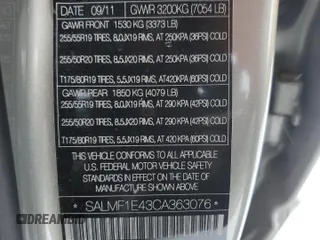 DATE 09/11 GVWR 3200KG (7054 LB)
GAWR FRONT 1530 KG (3373 LB)
255/55R19 TIRES, 8.0JX19 RIMS, AT 250KPA (36PSI) COLD
255/50R20 TIRES, 8.5JX20 RIMS, AT 250KPA (36PSI) COLD
T175/80R19 TIRES, 5.5JX19 RIMS, AT 420KPA (60PSI) COLD
GAWR REAR 1850 KG (4079 LB)
255/55R19 TIRES, 8.0JX19 RIMS, AT 290 KPA (42PSI) COLD
255/50R20 TIRES, 8.5JX20 RIMS, AT 290 KPA (42PSI) COLD
T175/80R19 TIRES, 5.5JX19 RIMS, AT 420 KPA (60PSI) COLD
THIS VEHICLE CONFORMS TO ALL APPLICABLE
U.S. FEDERAL MOTOR VEHICLE SAFETY
STANDARDS IN EFFECT ON THE DATE OF
MANUFACTURE SHOWN ABOVE
SALMF1E43CA363076